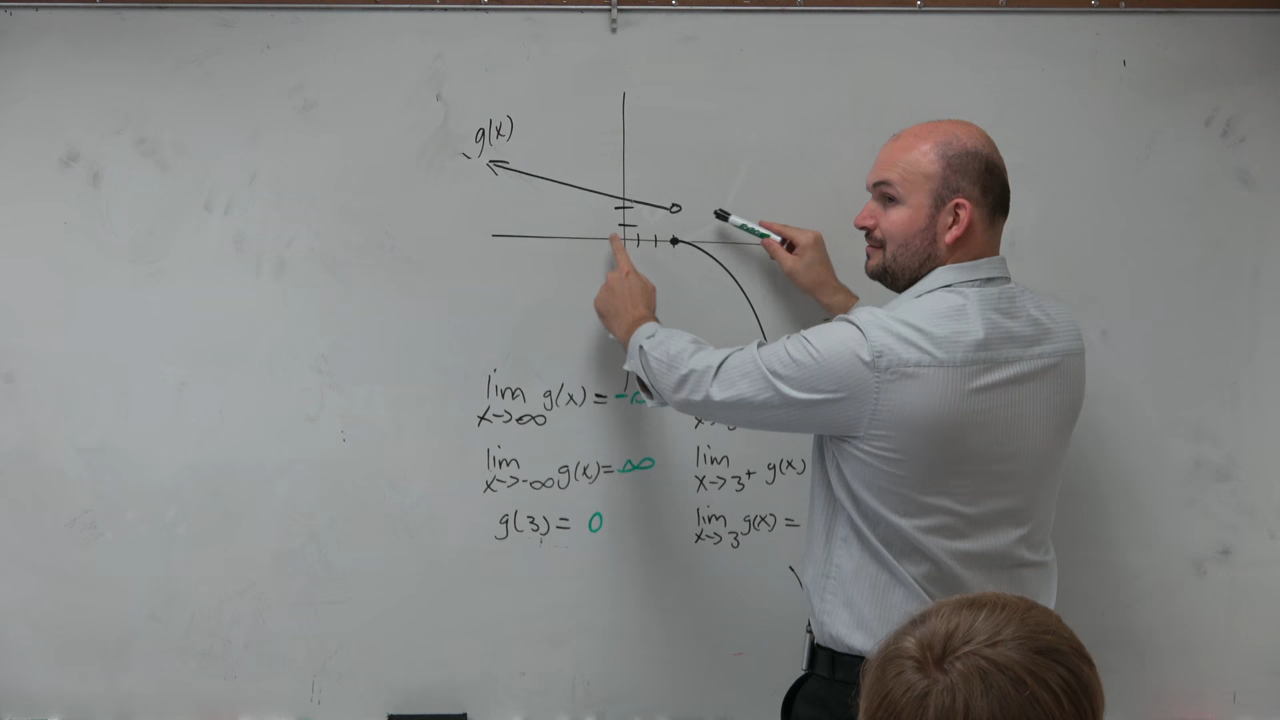 g(x)
lim g(x) = -
x->∞
lim g(x) = ∞
x->-∞
g(3) = 0
lim g(x)
x->3+
lim g(x) =
x->3